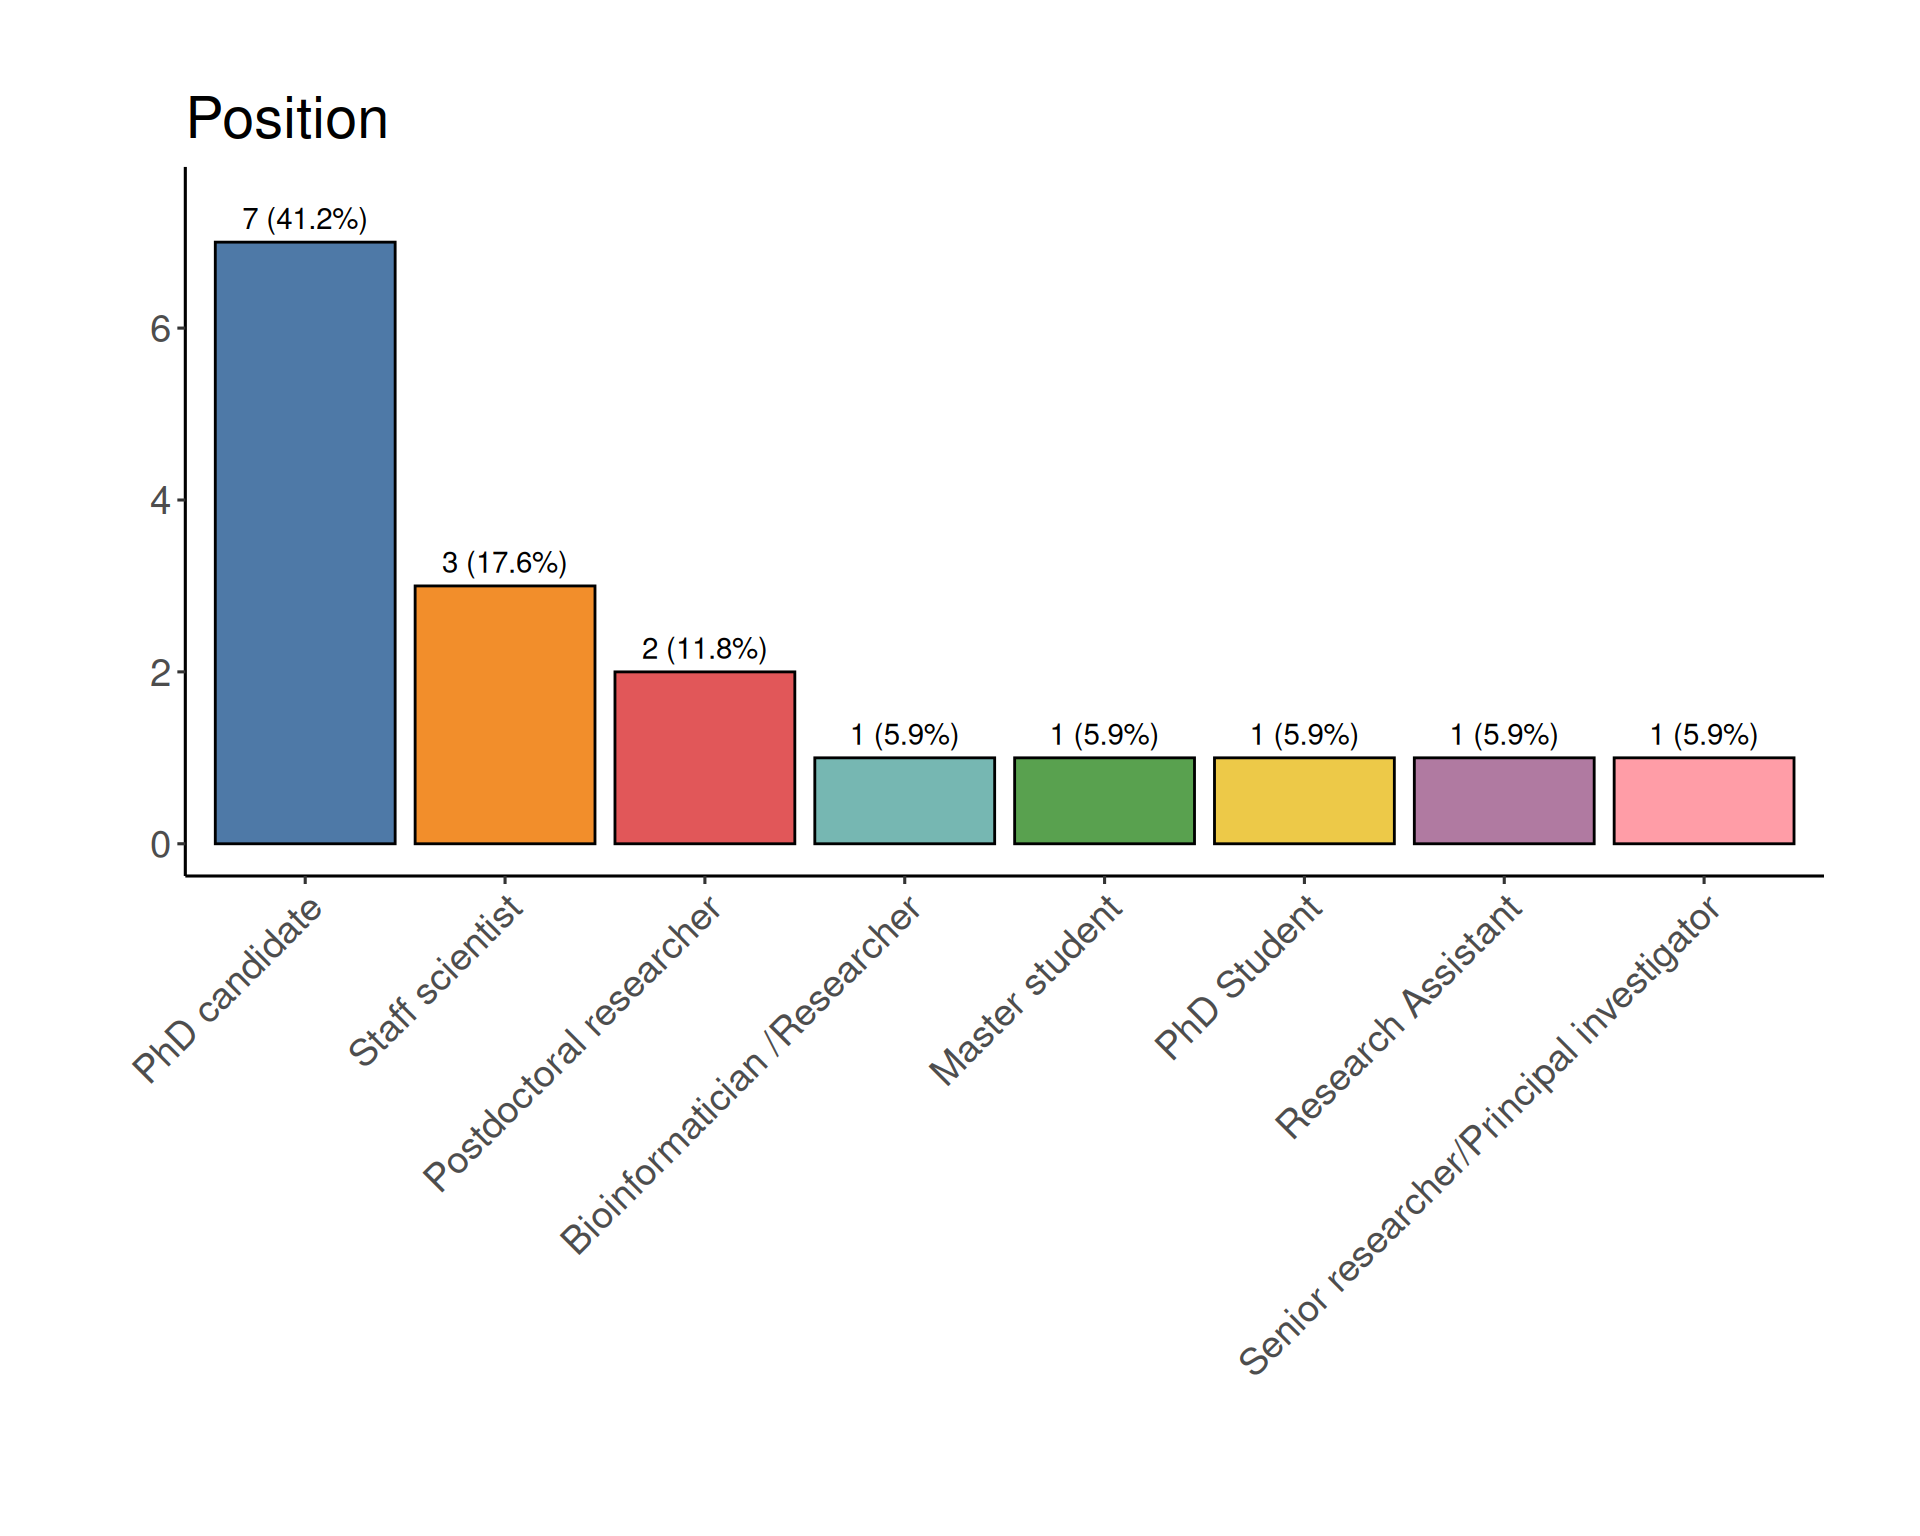 Position
7 (41.2%)
6
4
3 (17.6%)
2 (11.8%)
2
1 (5.9%)
1 (5.9%)
1 (5.9%)
1 (5.9%)
1 (5.9%)
0
PhD candidate
Staff scientist
Postdoctoral researcher
Bioinformatician /Researcher
Master student
PhD Student
Research Assistant
Senior researcher/Principal investigator